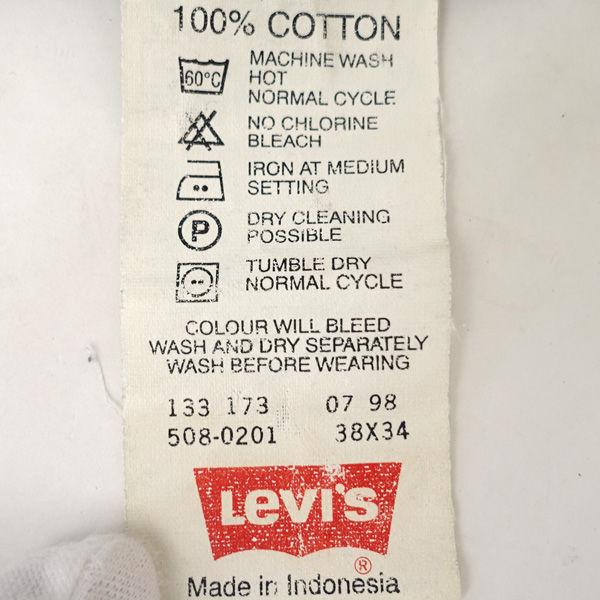 100% COTTON
60°C
MACHINE WASH
HOT
NORMAL CYCLE
NO CHLORINE
BLEACH
IRON AT MEDIUM
SETTING
P
DRY CLEANING
POSSIBLE
TUMBLE DRY
NORMAL CYCLE
COLOUR WILL BLEED
WASH AND DRY SEPARATELY
WASH BEFORE WEARING
133 173 07 98
508-0201 38X34
Levi's
®
Made in Indonesia